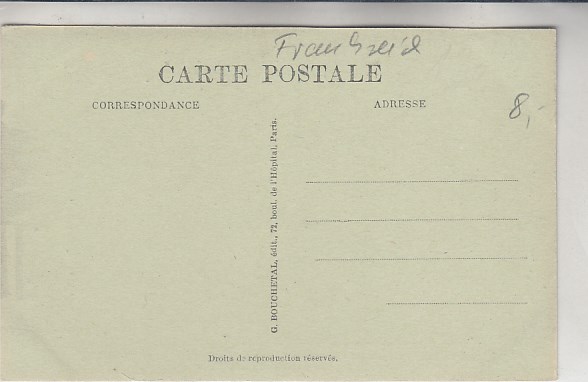 Frankreich
CARTE POSTALE
CORRESPONDANCE
ADRESSE
8,-
G. BOUCHETAL, édit., 72, boul. de l'Hôpital, Paris.
Droits de reproduction réservés.